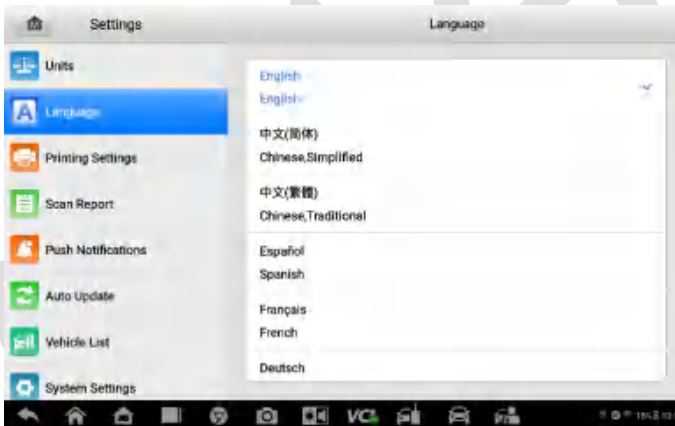 Settings
Language
Units
Language
Printing Settings
Scan Report
Push Notifications
Auto Update
Vehicle List
System Settings
English
English
中文(简体)
Chinese,Simplified
中文(繁體)
Chinese,Traditional
Español
Spanish
Français
French
Deutsch